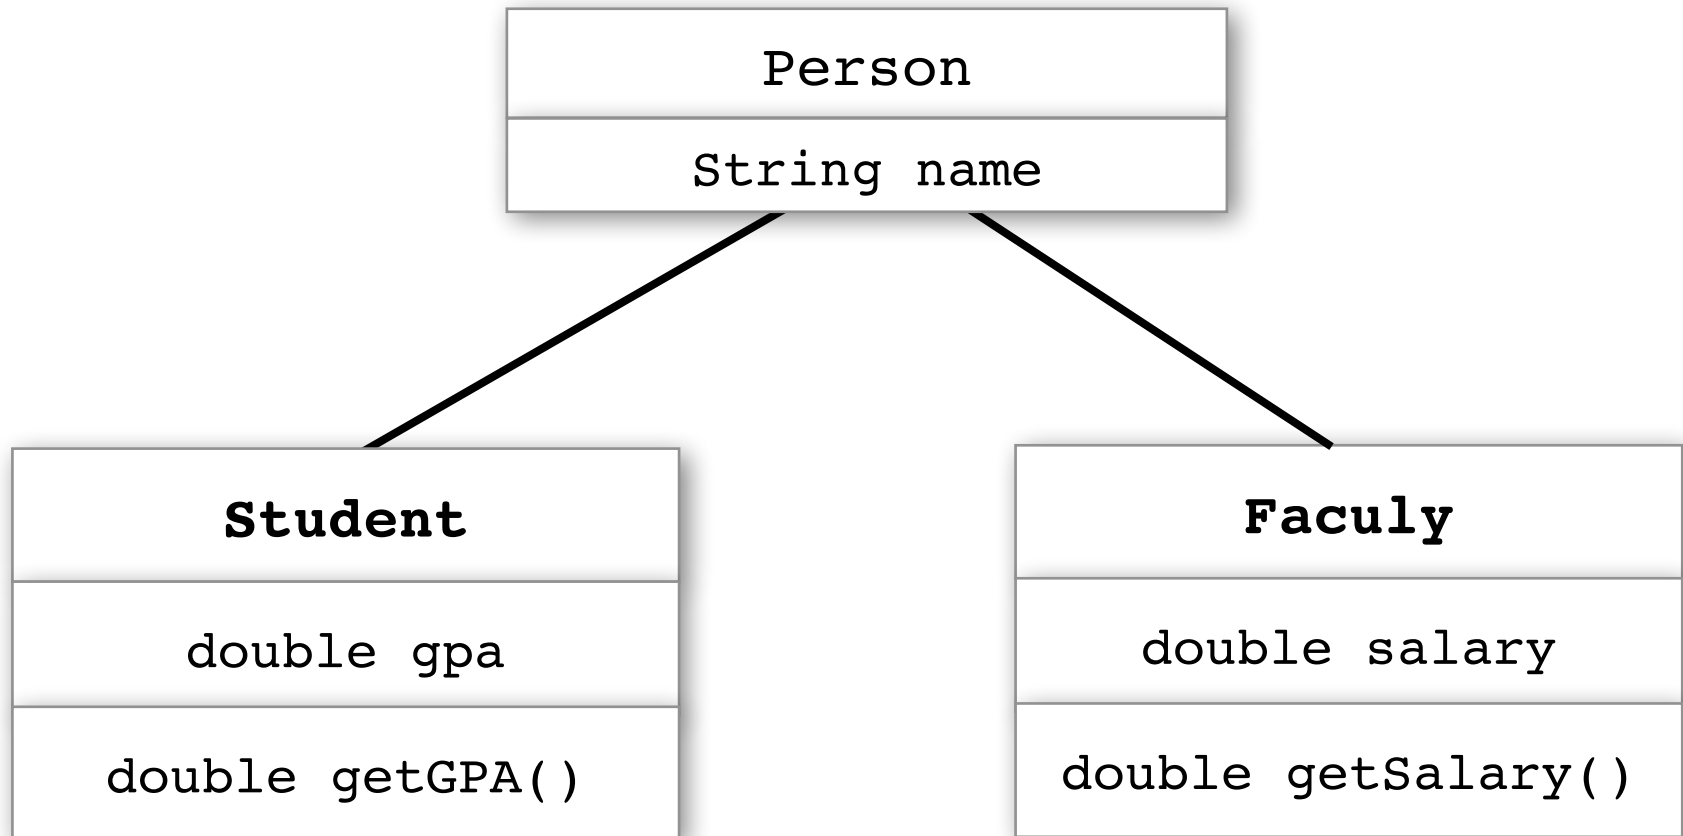 Person
String name
Student
double gpa
double getGPA()
Faculy
double salary
double getSalary()